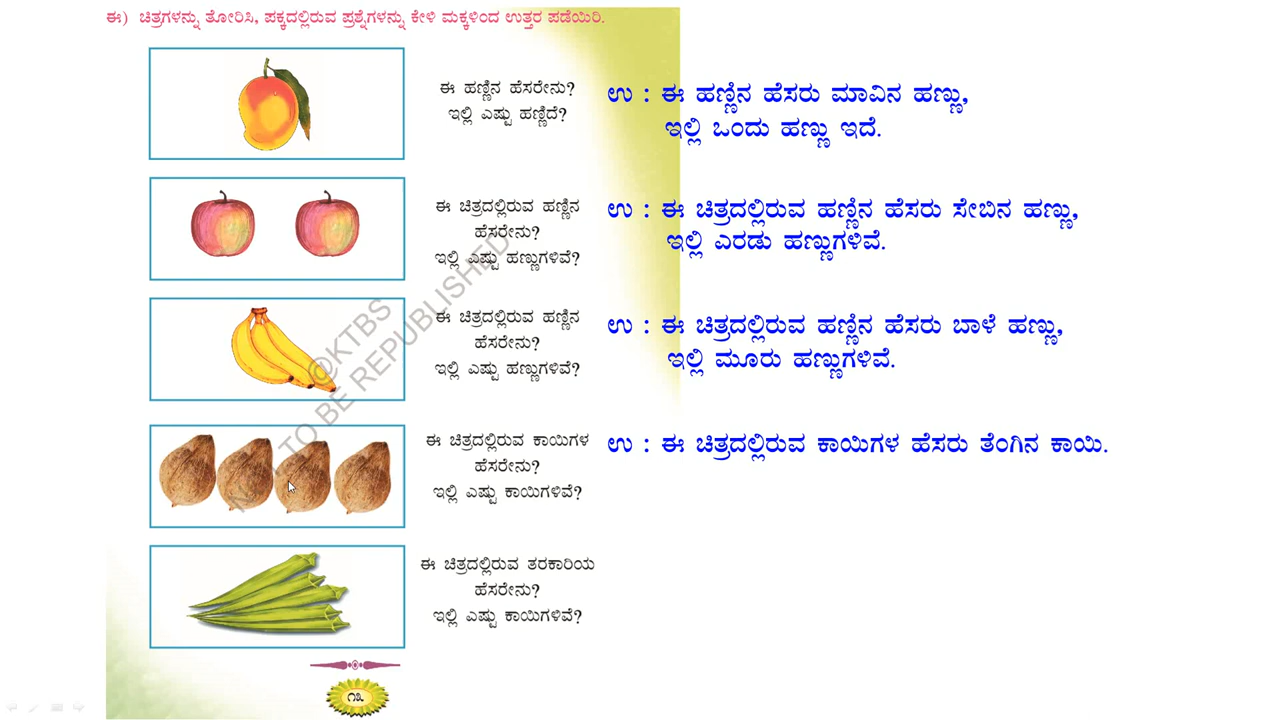 ಈ) ಚಿತ್ರಗಳನ್ನು ತೋರಿಸಿ, ಪಕ್ಕದಲ್ಲಿರುವ ಪ್ರಶ್ನೆಗಳನ್ನು ಕೇಳಿ ಮಕ್ಕಳಿಂದ ಉತ್ತರ ಪಡೆಯಿರಿ.
ಈ ಹಣ್ಣಿನ ಹೆಸರೇನು?
ಇಲ್ಲಿ ಎಷ್ಟು ಹಣ್ಣಿದೆ?
ಉ : ಈ ಹಣ್ಣಿನ ಹೆಸರು ಮಾವಿನ ಹಣ್ಣು,
ಇಲ್ಲಿ ಒಂದು ಹಣ್ಣು ಇದೆ.
ಈ ಚಿತ್ರದಲ್ಲಿರುವ ಹಣ್ಣಿನ
ಹೆಸರೇನು?
ಇಲ್ಲಿ ಎಷ್ಟು ಹಣ್ಣುಗಳಿವೆ?
ಉ : ಈ ಚಿತ್ರದಲ್ಲಿರುವ ಹಣ್ಣಿನ ಹೆಸರು ಸೇಬಿನ ಹಣ್ಣು,
ಇಲ್ಲಿ ಎರಡು ಹಣ್ಣುಗಳಿವೆ.
ಈ ಚಿತ್ರದಲ್ಲಿರುವ ಹಣ್ಣಿನ
ಹೆಸರೇನು?
ಇಲ್ಲಿ ಎಷ್ಟು ಹಣ್ಣುಗಳಿವೆ?
ಉ : ಈ ಚಿತ್ರದಲ್ಲಿರುವ ಹಣ್ಣಿನ ಹೆಸರು ಬಾಳೆ ಹಣ್ಣು,
ಇಲ್ಲಿ ಮೂರು ಹಣ್ಣುಗಳಿವೆ.
ಈ ಚಿತ್ರದಲ್ಲಿರುವ ಕಾಯಿಗಳ
ಹೆಸರೇನು?
ಇಲ್ಲಿ ಎಷ್ಟು ಕಾಯಿಗಳಿವೆ?
ಉ : ಈ ಚಿತ್ರದಲ್ಲಿರುವ ಕಾಯಿಗಳ ಹೆಸರು ತೆಂಗಿನ ಕಾಯಿ.
ಈ ಚಿತ್ರದಲ್ಲಿರುವ ತರಕಾರಿಯ
ಹೆಸರೇನು?
ಇಲ್ಲಿ ಎಷ್ಟು ಕಾಯಿಗಳಿವೆ?
@KTBS
TO BE REPUBLISHED
೧೩